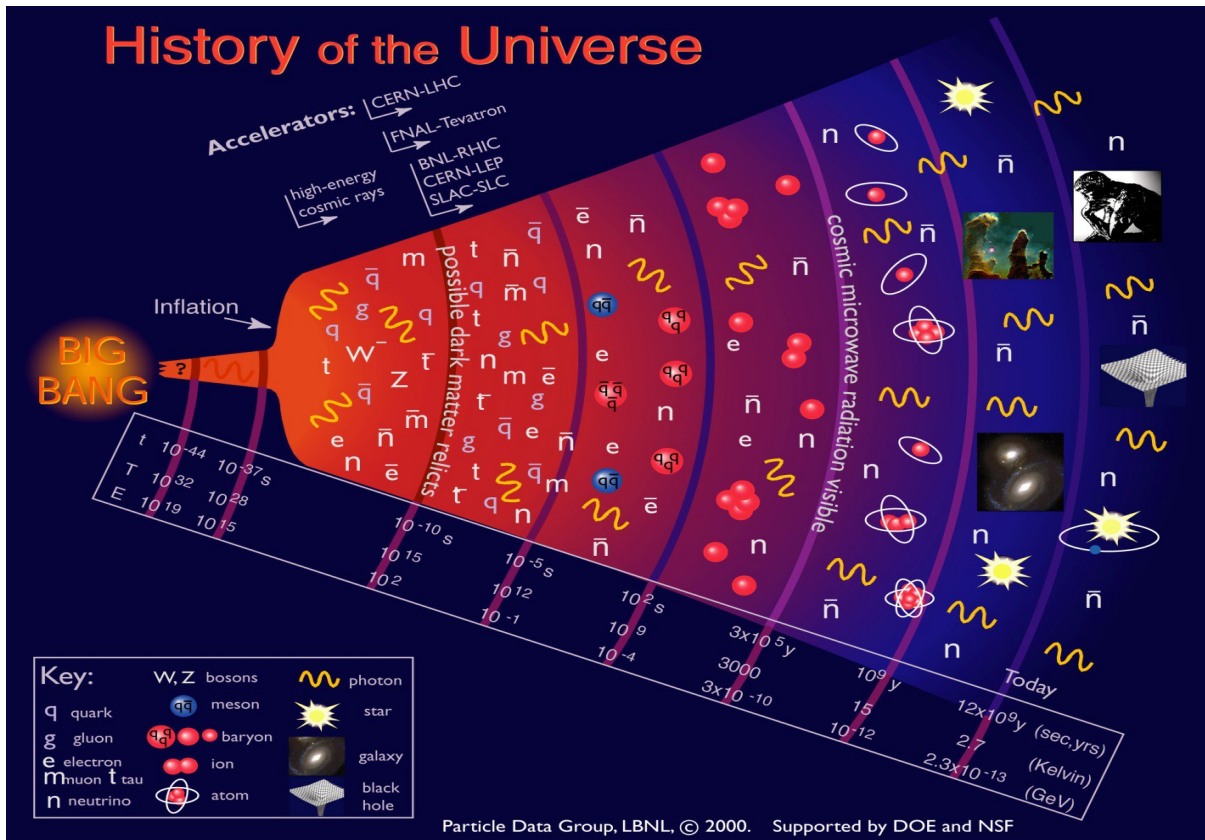 History of the Universe
Accelerators:
CERN-LHC
FNAL-Tevatron
BNL-RHIC
CERN-LEP
SLAC-SLC
high-energy
cosmic rays
Inflation
BIG
BANG
?
possible dark matter relicts
cosmic microwave radiation visible
t 10⁻⁴⁴ 10⁻³⁷ s 10⁻¹⁰ s 10⁻⁵ s 10² s 3x10⁵ y 10⁹ y 12x10⁹y (sec,yrs)
T 10³² 10²⁸ 10¹⁵ 10¹² 10⁹ 3000 15 2.7 (Kelvin)
E 10¹⁹ 10¹⁵ 10² 10⁻¹ 10⁻⁴ 3x10⁻¹⁰ 10⁻¹² 2.3x10⁻¹³ (GeV)
Today
Key:
q quark
g gluon
e electron
m muon t tau
n neutrino
W, Z bosons
qq̄ meson
qqq baryon
ion
atom
photon
star
galaxy
black
hole
Particle Data Group, LBNL, © 2000. Supported by DOE and NSF